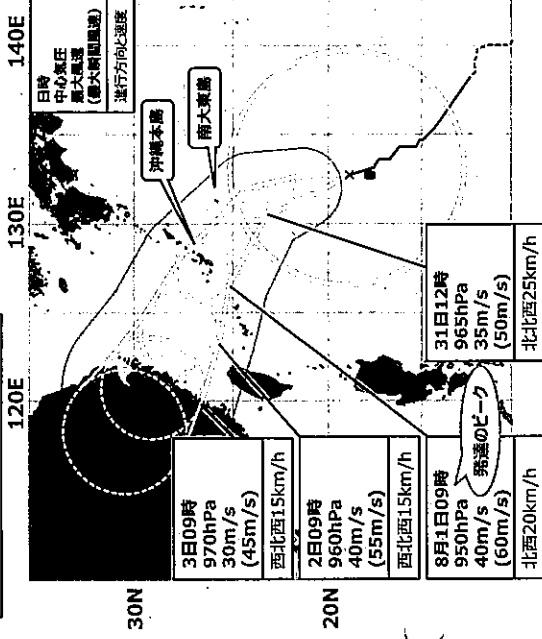 140E
130E
120E
30N
20N
日時
中心気圧
最大風速
(最大瞬間風速)
進行方向と速度
沖縄本島
南大東島
3日09時
970hPa
30m/s
(45m/s)
西北西15km/h
2日09時
960hPa
40m/s
(55m/s)
西北西15km/h
8月1日09時
950hPa
40m/s
(60m/s)
北西20km/h
発達のピーク
31日12時
965hPa
35m/s
(50m/s)
北北西25km/h